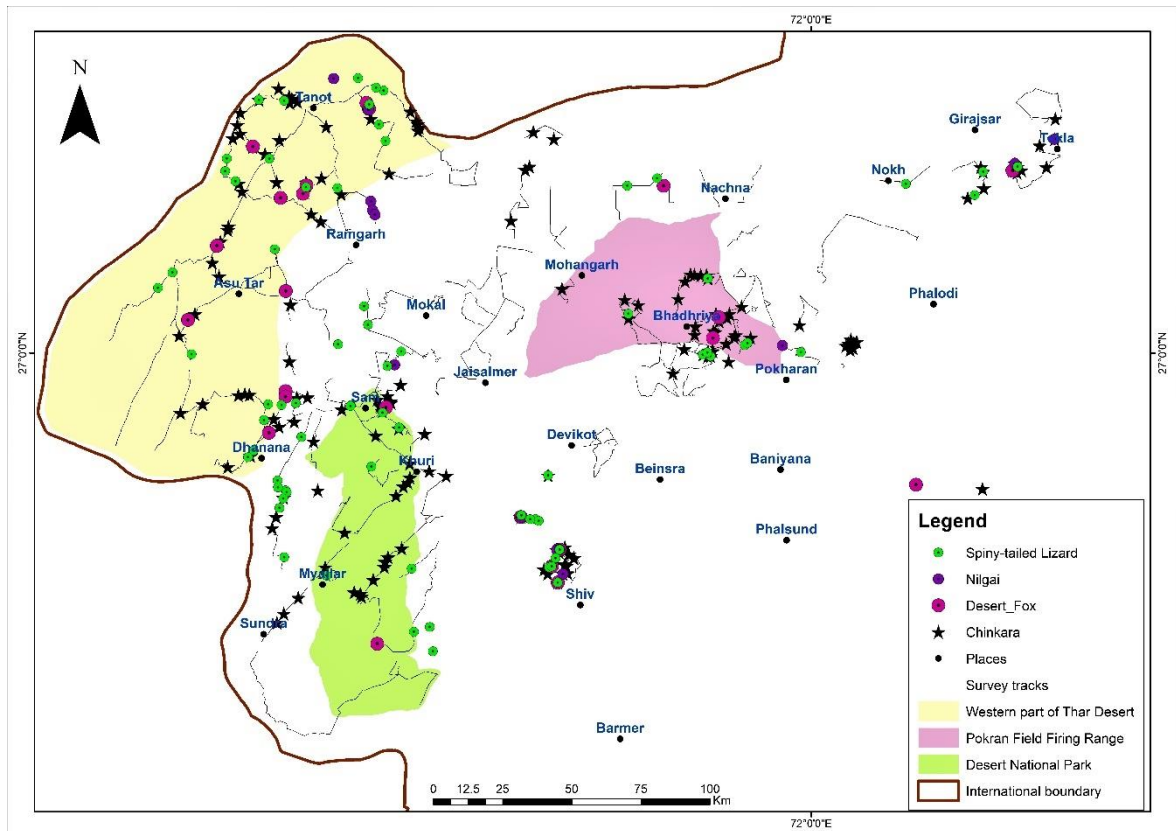 72°0'0"E
N
Tanot
Girajsar
Tekla
Nokh
Nachna
Ramgarh
Mohangarh
Asu Tar
Mokal
Phalodi
Bhadhriya
27°0'0"N
27°0'0"N
Jaisalmer
Pokharan
Sam
Devikot
Dhanana
Khuri
Beinsra
Baniyana
Phalsund
Myajlar
Shiv
Sundra
Barmer
Legend
Spiny-tailed Lizard
Nilgai
Desert_Fox
Chinkara
Places
Survey tracks
Western part of Thar Desert
Pokran Field Firing Range
Desert National Park
International boundary
0 12.5 25 50 75 100
Km
72°0'0"E